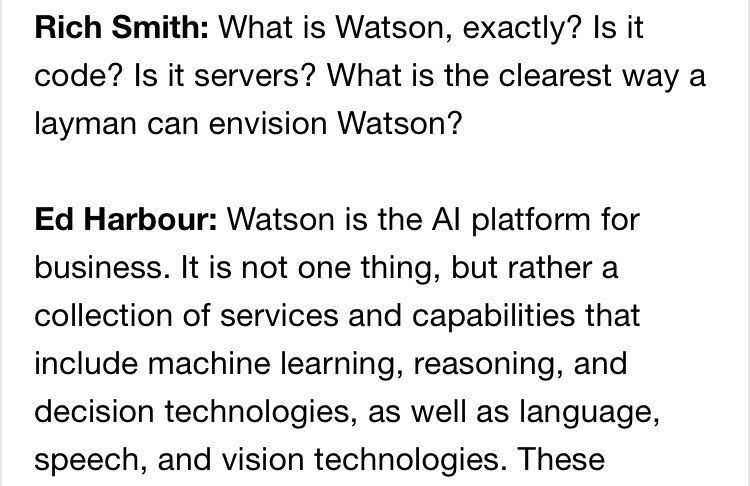 Rich Smith: What is Watson, exactly? Is it
code? Is it servers? What is the clearest way a
layman can envision Watson?
Ed Harbour: Watson is the AI platform for
business. It is not one thing, but rather a
collection of services and capabilities that
include machine learning, reasoning, and
decision technologies, as well as language,
speech, and vision technologies. These